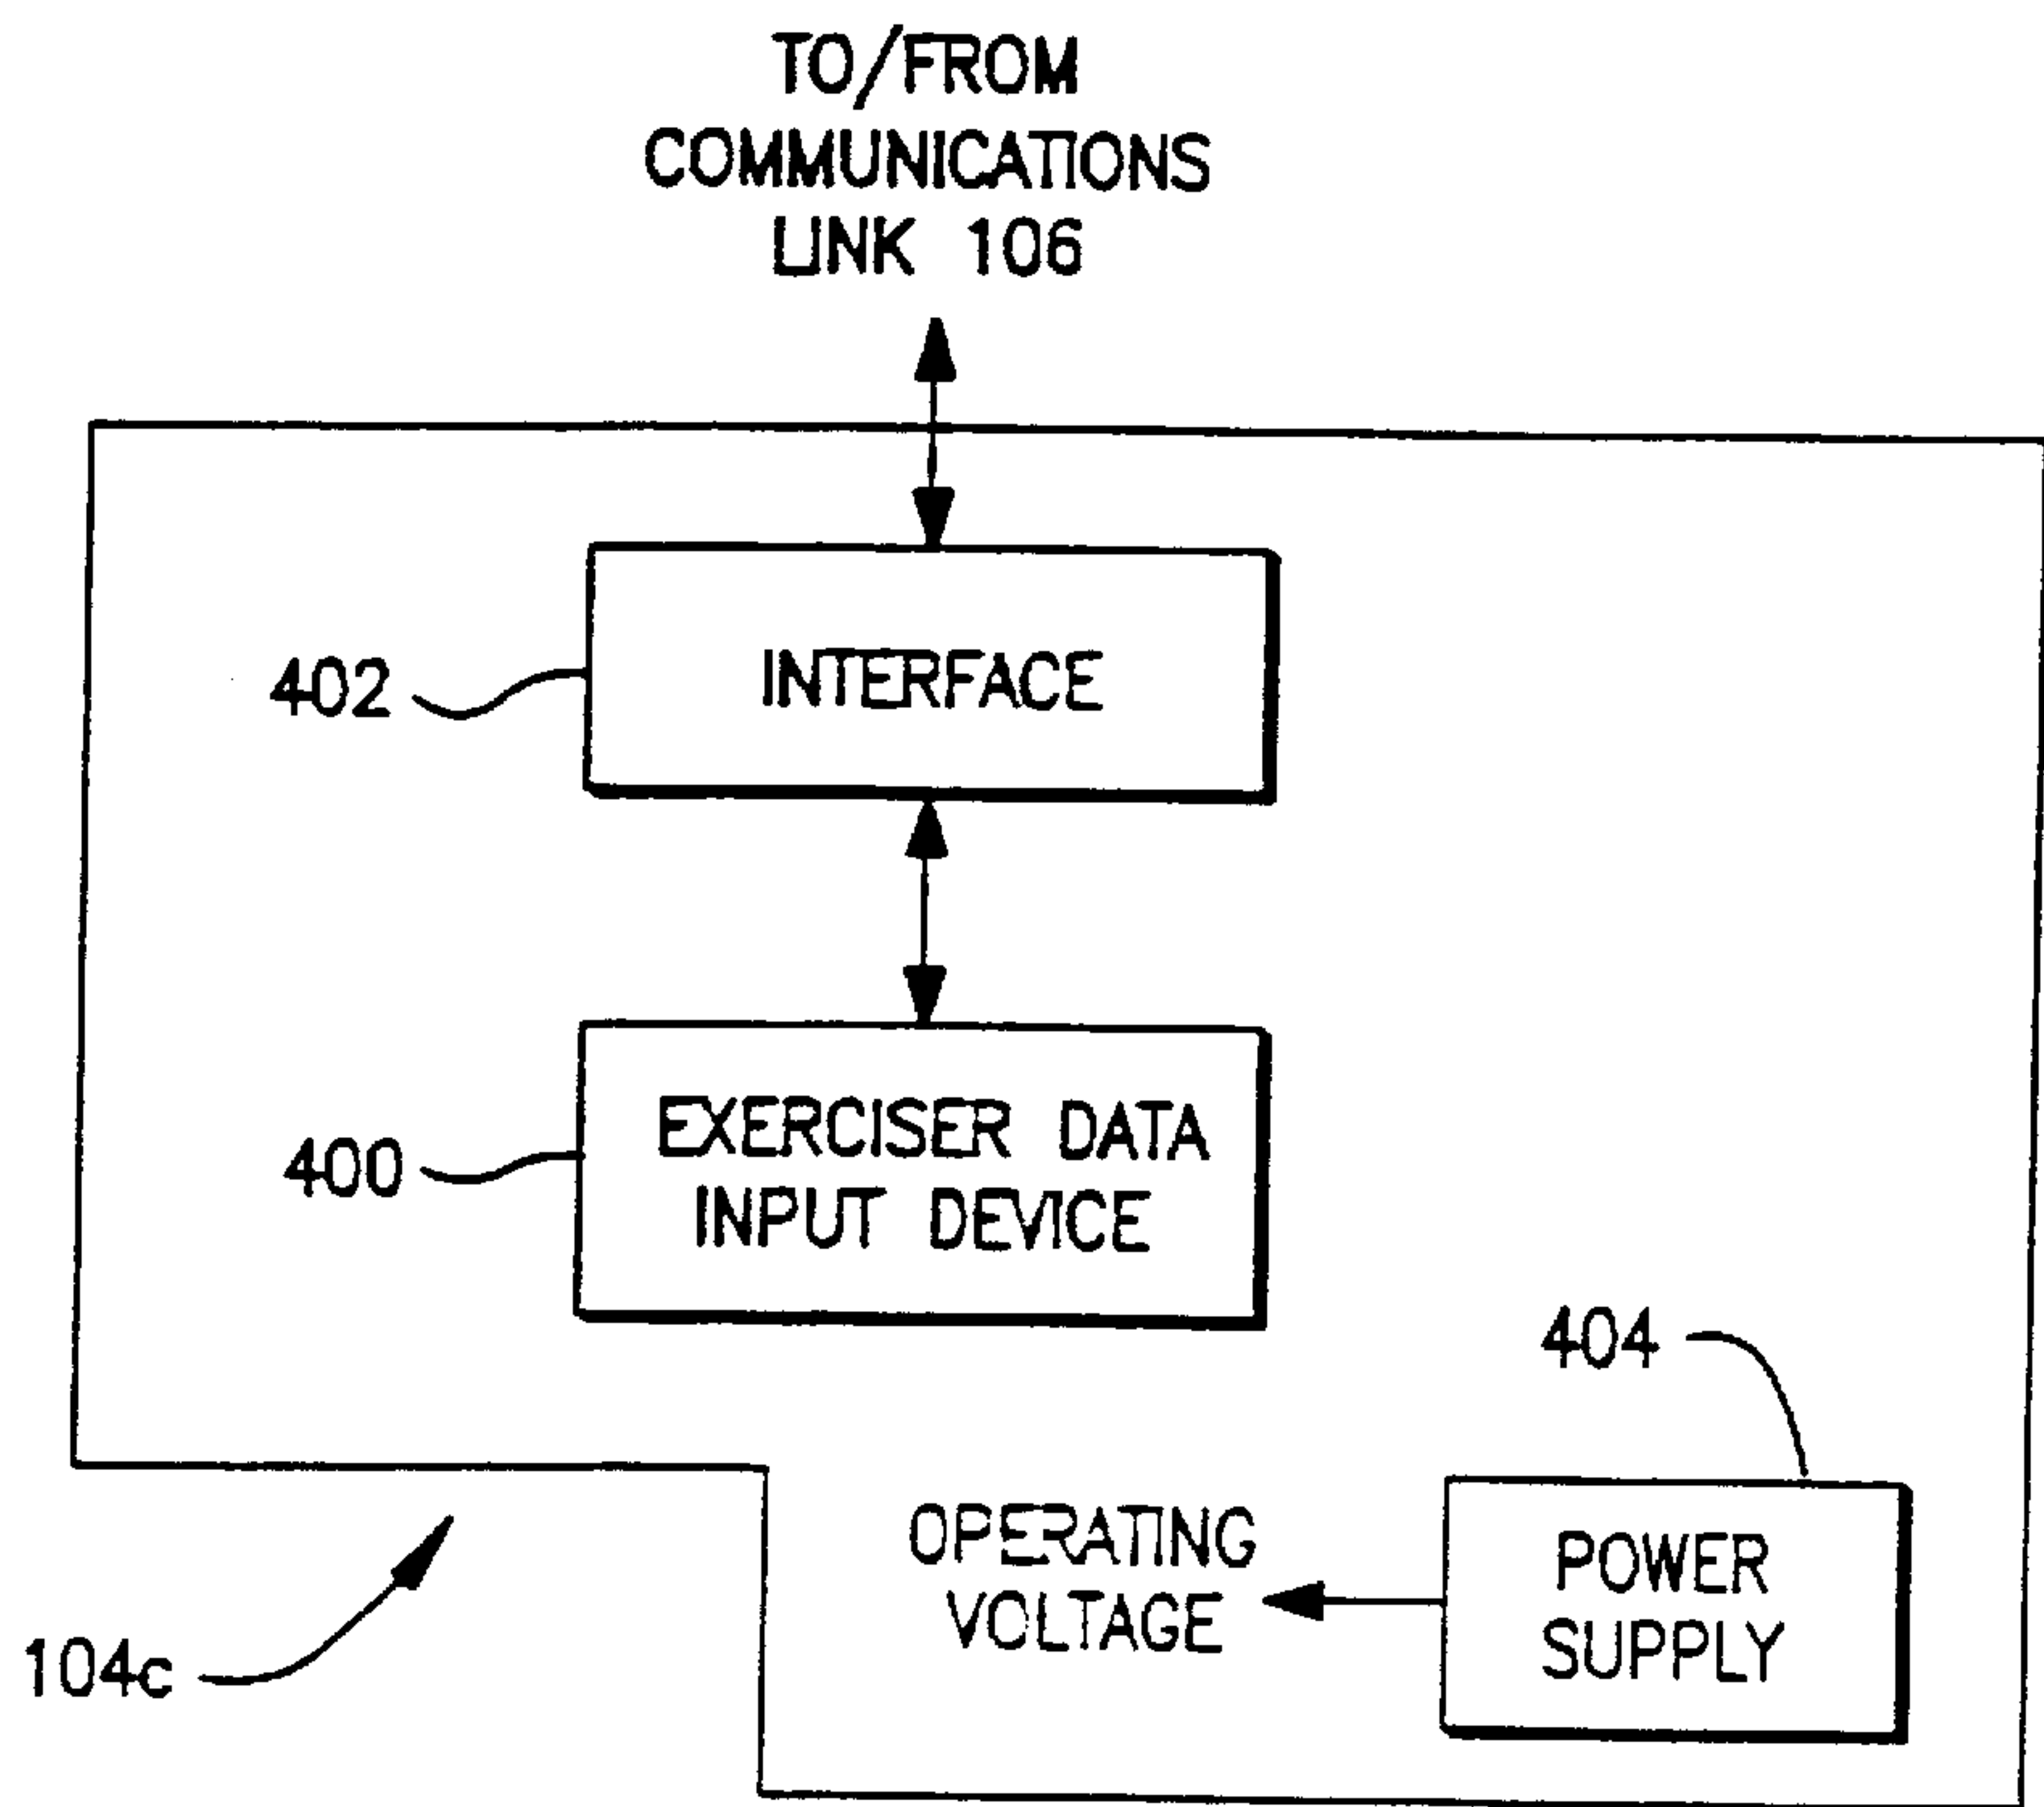 TO/FROM
COMMUNICATIONS
LINK 106
INTERFACE
402
EXERCISER DATA
INPUT DEVICE
400
404
OPERATING
VOLTAGE
POWER
SUPPLY
104c